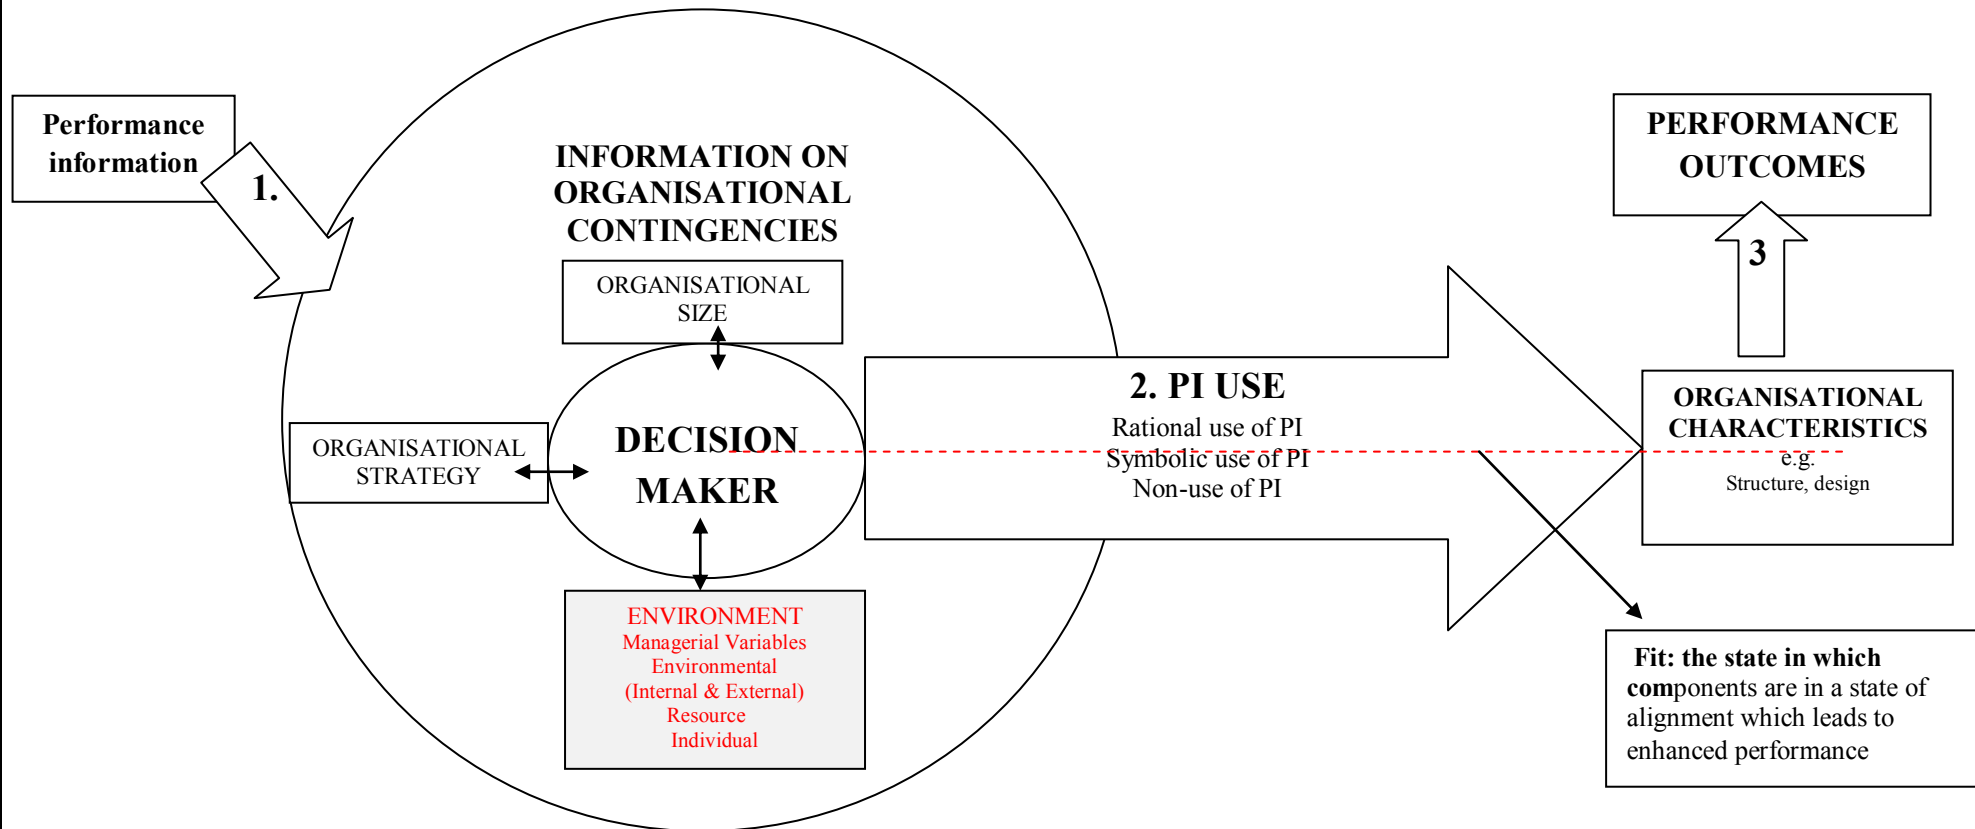 Performance
information
1.
INFORMATION ON
ORGANISATIONAL
CONTINGENCIES
ORGANISATIONAL
SIZE
ORGANISATIONAL
STRATEGY
DECISION
MAKER
ENVIRONMENT
Managerial Variables
Environmental
(Internal & External)
Resource
Individual
2. PI USE
Rational use of PI
Symbolic use of PI
Non-use of PI
PERFORMANCE
OUTCOMES
3
ORGANISATIONAL
CHARACTERISTICS
e.g.
Structure, design
Fit: the state in which
components are in a state of
alignment which leads to
enhanced performance